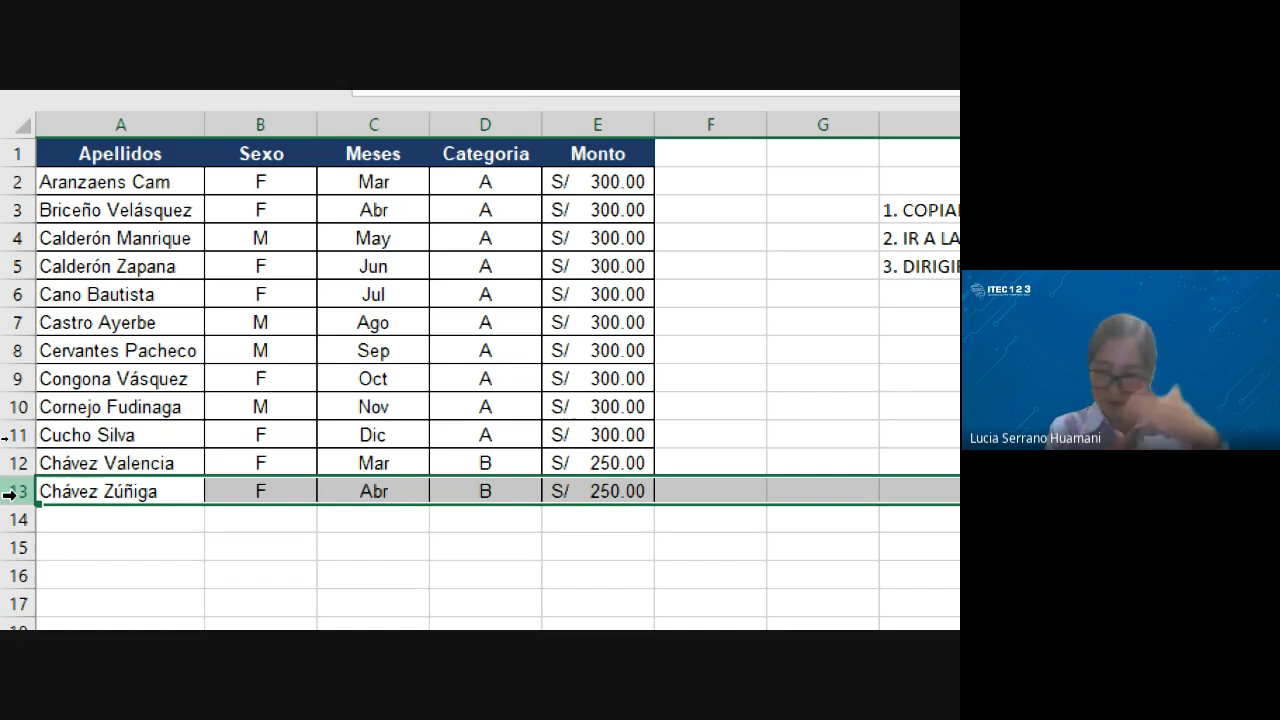 A B C D E F G
1 Apellidos Sexo Meses Categoria Monto
2 Aranzaens Cam F Mar A S/ 300.00
3 Briceño Velásquez F Abr A S/ 300.00 1. COPIA
4 Calderón Manrique M May A S/ 300.00 2. IR A LA
5 Calderón Zapana F Jun A S/ 300.00 3. DIRIGI
6 Cano Bautista F Jul A S/ 300.00
7 Castro Ayerbe M Ago A S/ 300.00
8 Cervantes Pacheco M Sep A S/ 300.00
9 Congona Vásquez F Oct A S/ 300.00
10 Cornejo Fudinaga M Nov A S/ 300.00
11 Cucho Silva F Dic A S/ 300.00
12 Chávez Valencia F Mar B S/ 250.00
13 Chávez Zúñiga F Abr B S/ 250.00
14
15
16
17
ITEC 1 2 3
Lucia Serrano Huamani